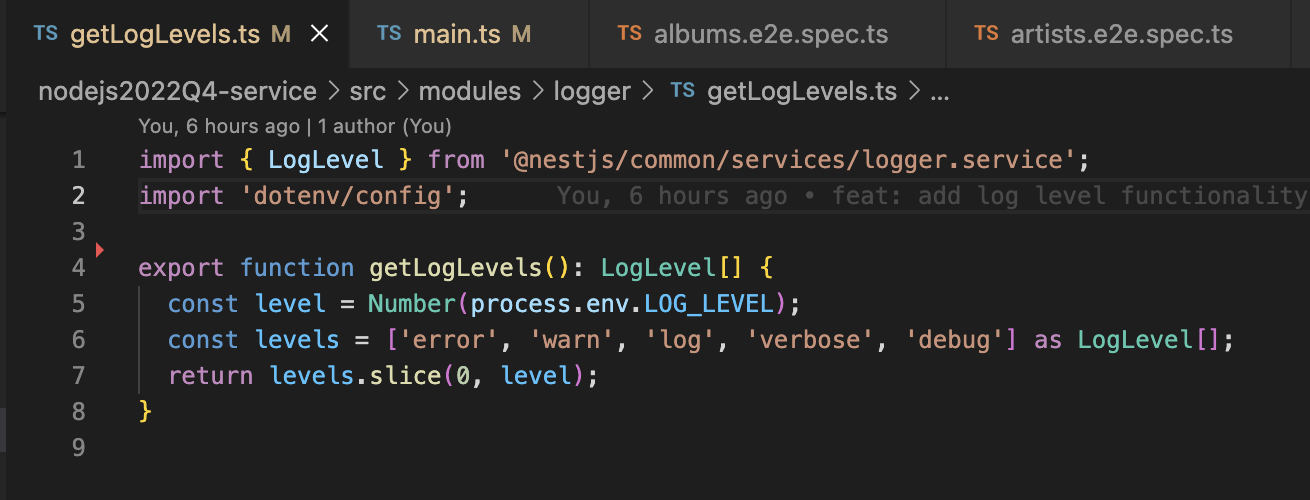 TS getLogLevels.ts M × TS main.ts M TS albums.e2e.spec.ts TS artists.e2e.spec.ts
nodejs2022Q4-service > src > modules > logger > TS getLogLevels.ts > ...
You, 6 hours ago | 1 author (You)
1 import { LogLevel } from '@nestjs/common/services/logger.service';
2 import 'dotenv/config'; You, 6 hours ago • feat: add log level functionality
3
4 export function getLogLevels(): LogLevel[] {
5 const level = Number(process.env.LOG_LEVEL);
6 const levels = ['error', 'warn', 'log', 'verbose', 'debug'] as LogLevel[];
7 return levels.slice(0, level);
8 }
9